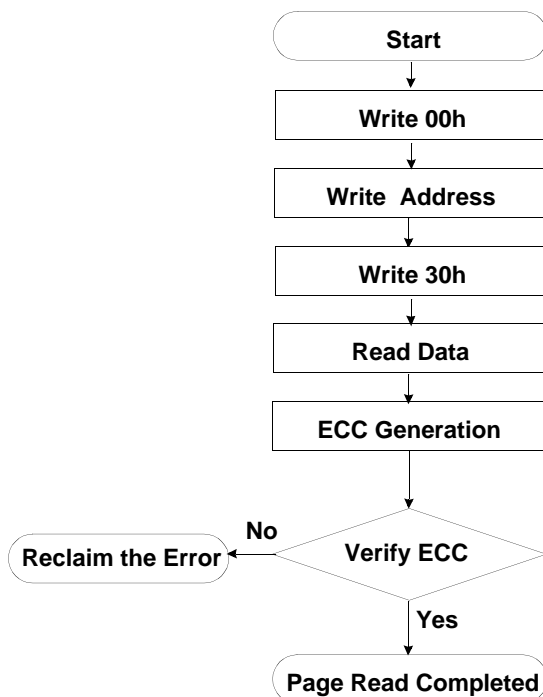 Start
Write 00h
Write Address
Write 30h
Read Data
ECC Generation
No
Reclaim the Error
Verify ECC
Yes
Page Read Completed